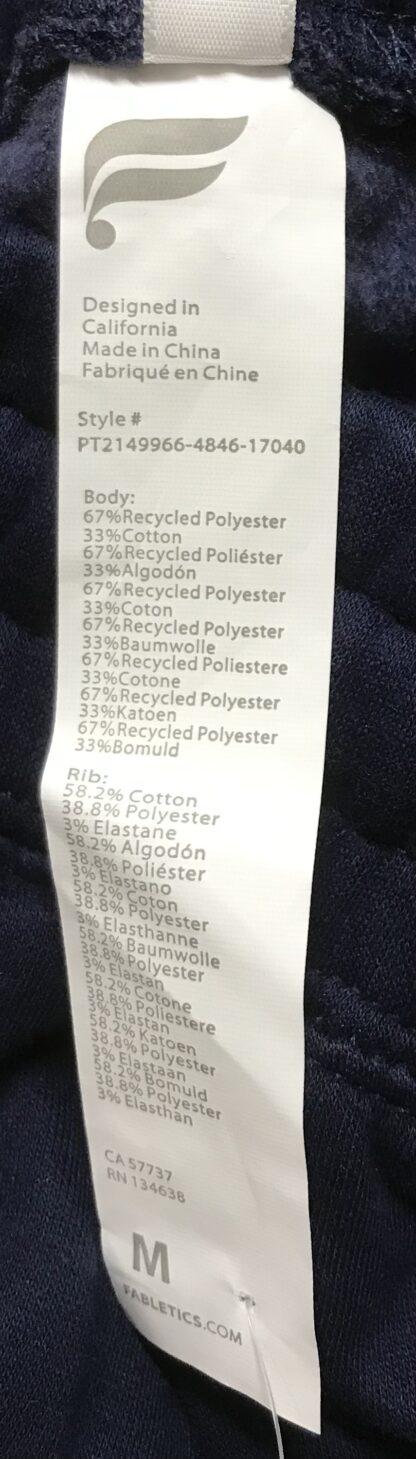 Designed in
California
Made in China
Fabriqué en Chine
Style #
PT2149966-4846-17040
Body:
67%Recycled Polyester
33%Cotton
67%Recycled Poliéster
33%Algodón
67%Recycled Polyester
33%Coton
67%Recycled Polyester
33%Baumwolle
67%Recycled Poliestere
33%Cotone
67%Recycled Polyester
33%Katoen
67%Recycled Polyester
33%Bomuld
Rib:
58.2% Cotton
38.8% Polyester
3% Elastane
58.2% Algodón
38.8% Poliéster
3% Elastano
58.2% Coton
38.8% Polyester
3% Elasthanne
58.2% Baumwolle
38.8% Polyester
3% Elastan
58.2% Cotone
38.8% Poliestere
3% Elastan
58.2% Katoen
38.8% Polyester
3% Elastaan
58.2% Bomuld
38.8% Polyester
3% Elasthan
CA 57737
RN 134638
M
FABLETICS.COM